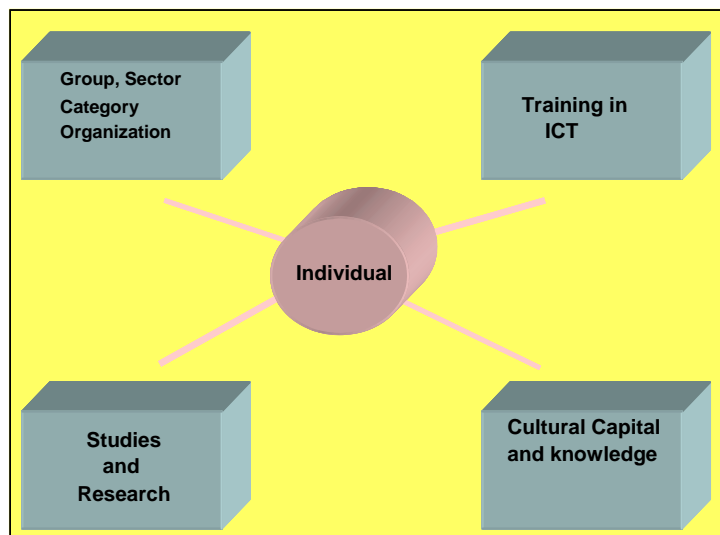 Group, Sector
Category
Organization
Training in
ICT
Individual
Studies
and
Research
Cultural Capital
and knowledge